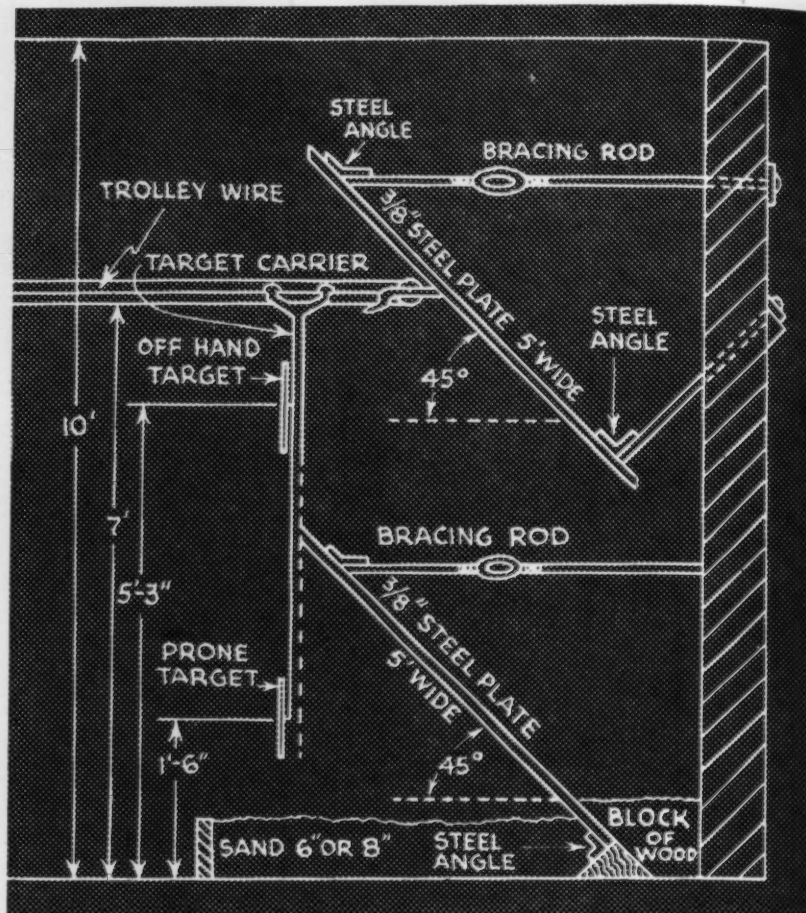 STEEL
ANGLE
BRACING ROD
TROLLEY WIRE
3/8" STEEL PLATE 5' WIDE
TARGET CARRIER
STEEL
ANGLE
OFF HAND
TARGET
45°
10'
7'
BRACING ROD
5'-3"
3/8" STEEL PLATE
5' WIDE
PRONE
TARGET
1'-6"
45°
BLOCK
OF
WOOD
SAND 6" OR 8"
STEEL
ANGLE